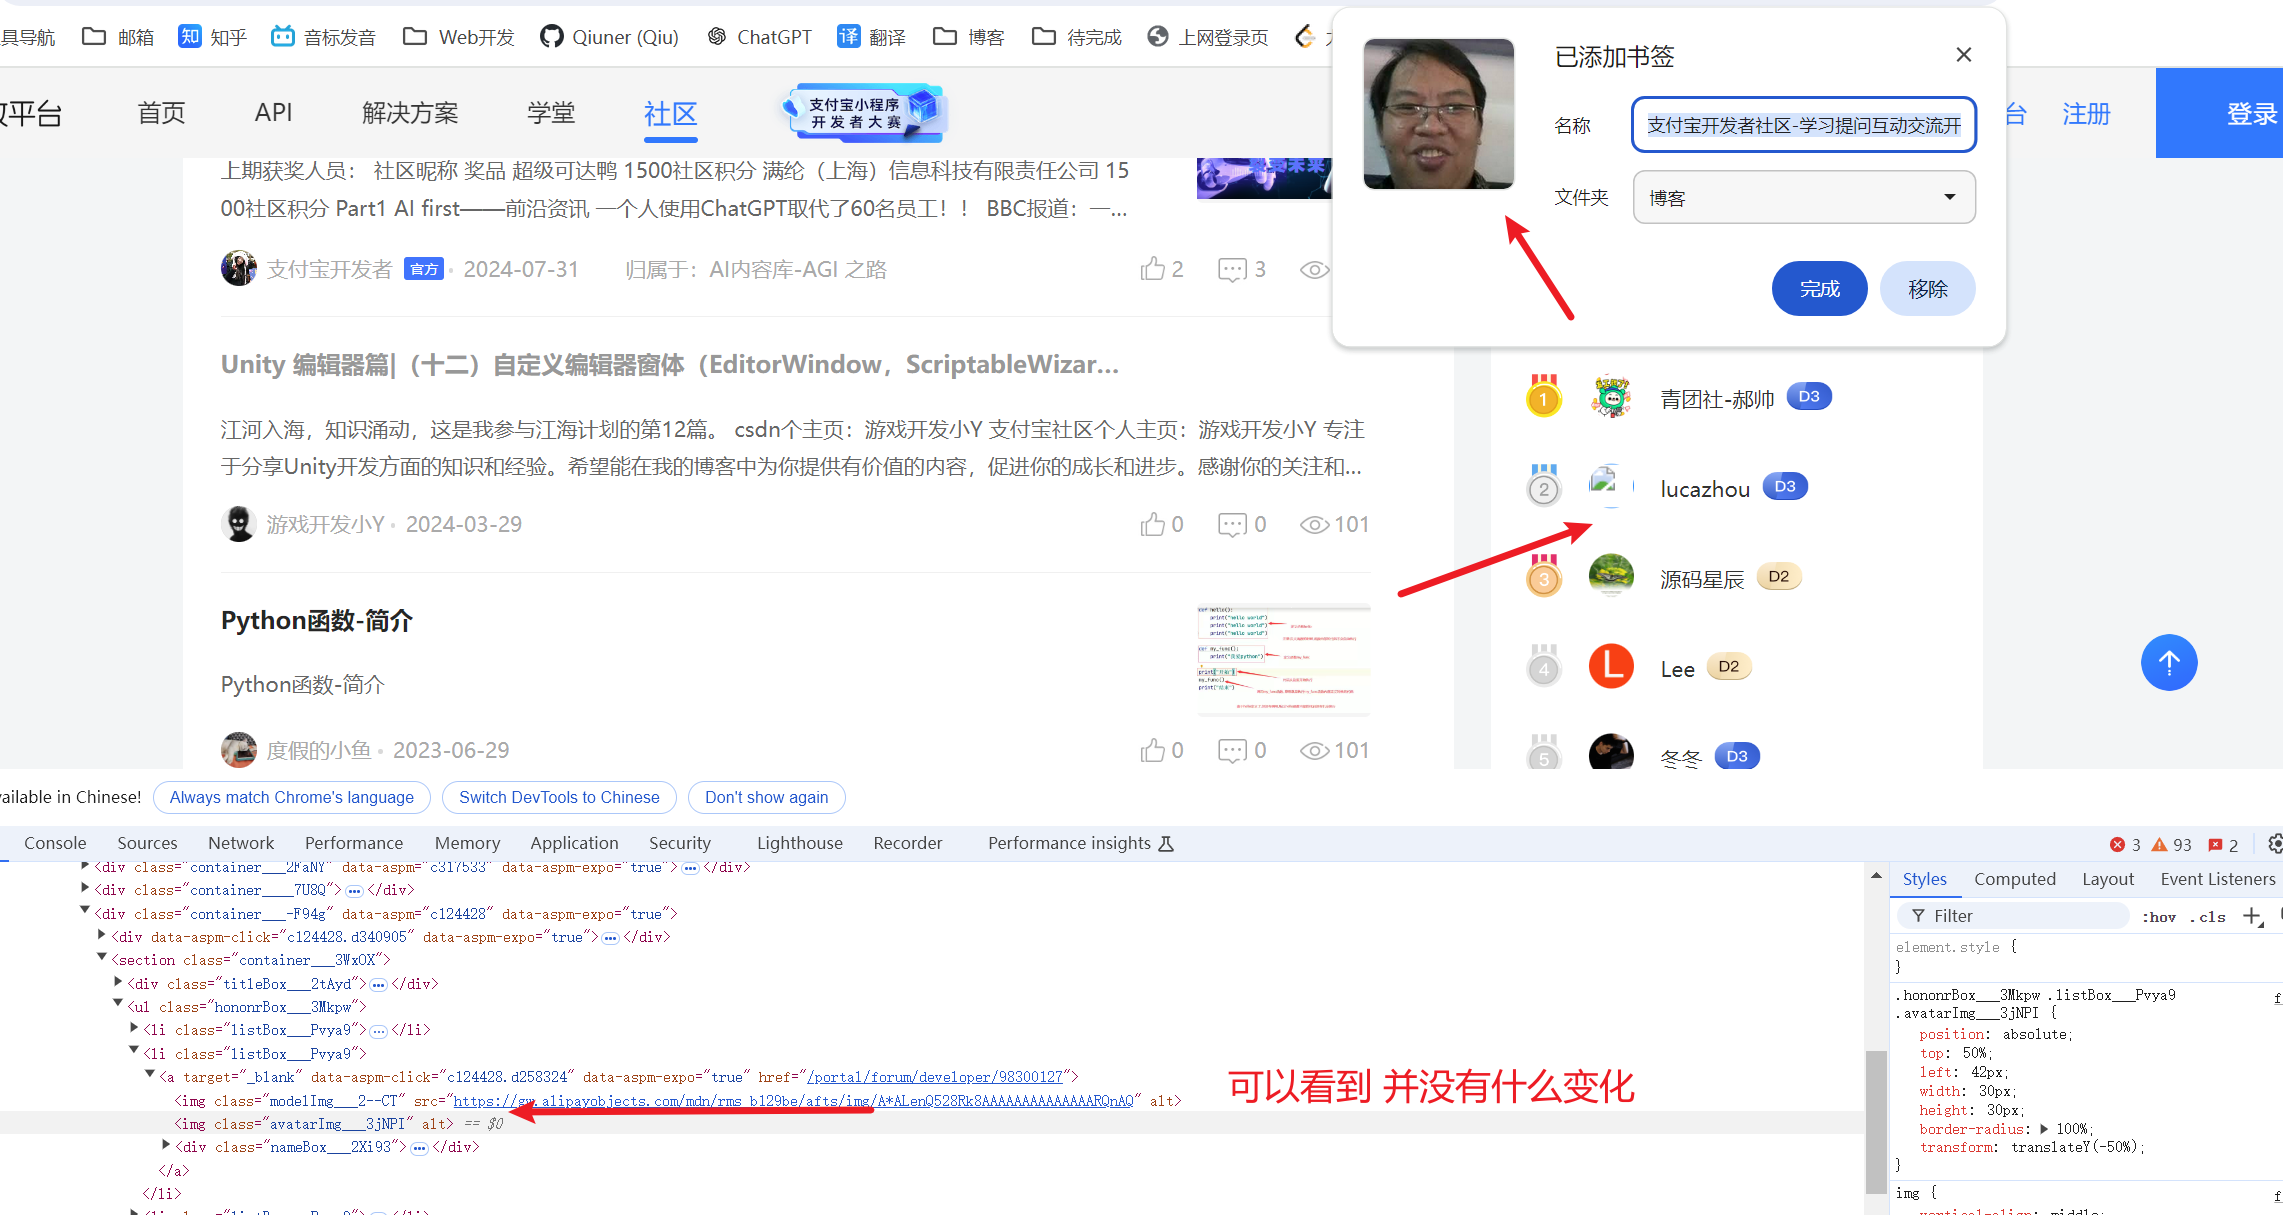 具导航 邮箱 知 知乎 音标发音 Web开发 Qiuner (Qiu) ChatGPT 译 翻译 博客 待完成 上网登录页
放平台 首页 API 解决方案 学堂 社区 支付宝小程序 开发者大赛 台 注册 登录
已添加书签
名称 支付宝开发者社区-学习提问互动交流开
文件夹 博客
完成 移除
上期获奖人员： 社区昵称 奖品 超级可达鸭 1500社区积分 满纶（上海）信息科技有限责任公司 15
00社区积分 Part1 AI first——前沿资讯 一个人使用ChatGPT取代了60名员工！！ BBC报道：一...
支付宝开发者 官方 · 2024-07-31 归属于：AI内容库-AGI 之路 2 3
Unity 编辑器篇|（十二）自定义编辑器窗体（EditorWindow，ScriptableWizar...
江河入海，知识涌动，这是我参与江海计划的第12篇。 csdn个主页：游戏开发小Y 支付宝社区个人主页：游戏开发小Y 专注
于分享Unity开发方面的知识和经验。希望能在我的博客中为你提供有价值的内容，促进你的成长和进步。感谢你的关注和...
游戏开发小Y · 2024-03-29 0 0 101
Python函数-简介
Python函数-简介
度假的小鱼 · 2023-06-29 0 0 101
1 青团社-郝帅 D3
2 lucazhou D3
3 源码星辰 D2
4 L Lee D2
5 冬冬 D3
vailable in Chinese! Always match Chrome's language Switch DevTools to Chinese Don't show again
Console Sources Network Performance Memory Application Security Lighthouse Recorder Performance insights 3 93 2
<div class="container___2FaNY" data-aspm="c317533" data-aspm-expo="true"> ··· </div>
<div class="container____7U8Q"> ··· </div>
<div class="container___-F94g" data-aspm="c124428" data-aspm-expo="true">
<div data-aspm-click="c124428.d340905" data-aspm-expo="true"> ··· </div>
<section class="container___3WxOX">
<div class="titleBox___2tAyd"> ··· </div>
<ul class="hononrBox___3Mkpw">
<li class="listBox___Pvya9"> ··· </li>
<li class="listBox___Pvya9">
<a target="_blank" data-aspm-click="c124428.d258324" data-aspm-expo="true" href="/portal/forum/developer/98300127">
<img class="modelImg___2--CT" src="https://gw.alipayobjects.com/mdn/rms_b129be/afts/img/A*ALenQ528Rk8AAAAAAAAAAAAAARQnAQ" alt>
<img class="avatarImg___3jNPI" alt> == $0
<div class="nameBox___2Xi93"> ··· </div>
</a>
</li>
可以看到 并没有什么变化
Styles Computed Layout Event Listeners
Filter :hov .cls
element.style {
}
.hononrBox___3Mkpw .listBox___Pvya9
.avatarImg___3jNPI {
position: absolute;
top: 50%;
left: 42px;
width: 30px;
height: 30px;
border-radius: 100%;
transform: translateY(-50%);
}
img {
vertical-align: middle;